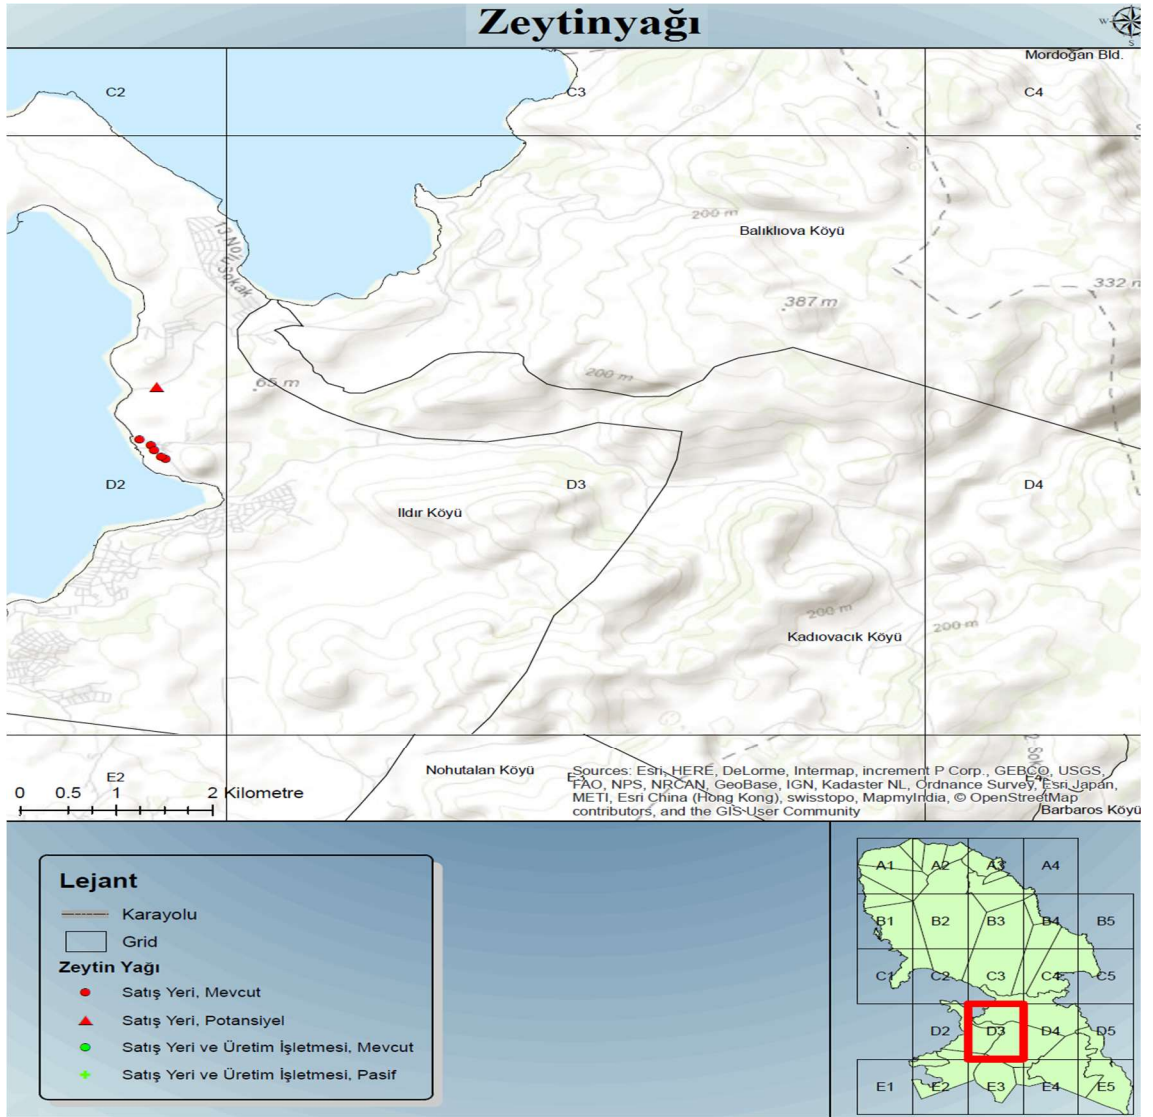 Zeytinyağı
W
S
Mordoğan Bld.
C2
C3
C4
200 m
Balıklıova Köyü
13 Nolu Sokak
332 m
387 m
200 m
65 m
D2
D3
D4
Ildır Köyü
200 m
200 m
Kadıovacık Köyü
E2
Nohutalan Köyü
E3
E4
Sources: Esri, HERE, DeLorme, Intermap, increment P Corp., GEBCO, USGS,
FAO, NPS, NRCAN, GeoBase, IGN, Kadaster NL, Ordnance Survey, Esri Japan,
METI, Esri China (Hong Kong), swisstopo, MapmyIndia, © OpenStreetMap
contributors, and the GIS User Community
Barbaros Köyü
0 0.5 1 2 Kilometre
Lejant
Karayolu
Grid
Zeytin Yağı
Satış Yeri, Mevcut
Satış Yeri, Potansiyel
Satış Yeri ve Üretim İşletmesi, Mevcut
Satış Yeri ve Üretim İşletmesi, Pasif
A1 A2 A3 A4
B1 B2 B3 B4 B5
C1 C2 C3 C4 C5
D2 D3 D4 D5
E1 E2 E3 E4 E5